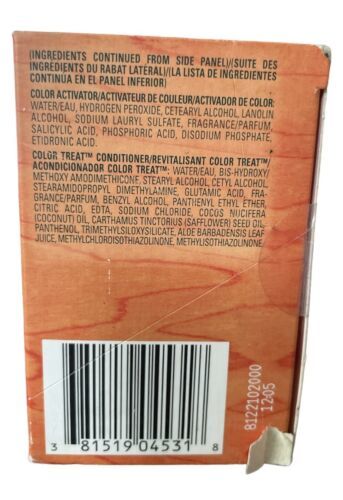 (INGREDIENTS CONTINUED FROM SIDE PANEL)/(SUITE DES
INGRÉDIENTS DU RABAT LATÉRAL)/(LA LISTA DE INGREDIENTES
CONTINÚA EN EL PANEL INFERIOR)
COLOR ACTIVATOR/ACTIVATEUR DE COULEUR/ACTIVADOR DE COLOR:
WATER/EAU, HYDROGEN PEROXIDE, CETEARYL ALCOHOL, LANOLIN
ALCOHOL, SODIUM LAURYL SULFATE, FRAGRANCE/PARFUM,
SALICYLIC ACID, PHOSPHORIC ACID, DISODIUM PHOSPHATE,
ETIDRONIC ACID.
COLOR TREAT™ CONDITIONER/REVITALISANT COLOR TREAT™/
ACONDICIONADOR COLOR TREAT™: WATER/EAU, BIS-HYDROXY/
METHOXY AMODIMETHICONE, STEARYL ALCOHOL, CETYL ALCOHOL,
STEARAMIDOPROPYL DIMETHYLAMINE, GLUTAMIC ACID, FRA-
GRANCE/PARFUM, BENZYL ALCOHOL, PANTHENYL ETHYL ETHER,
CITRIC ACID, EDTA, SODIUM CHLORIDE, COCOS NUCIFERA
(COCONUT) OIL, CARTHAMUS TINCTORIUS (SAFFLOWER) SEED OIL,
PANTHENOL, TRIMETHYLSILOXYSILICATE, ALOE BARBADENSIS LEAF
JUICE, METHYLCHLOROISOTHIAZOLINONE, METHYLISOTHIAZOLINONE.
8122102000
12:05
3 81519 04531 8